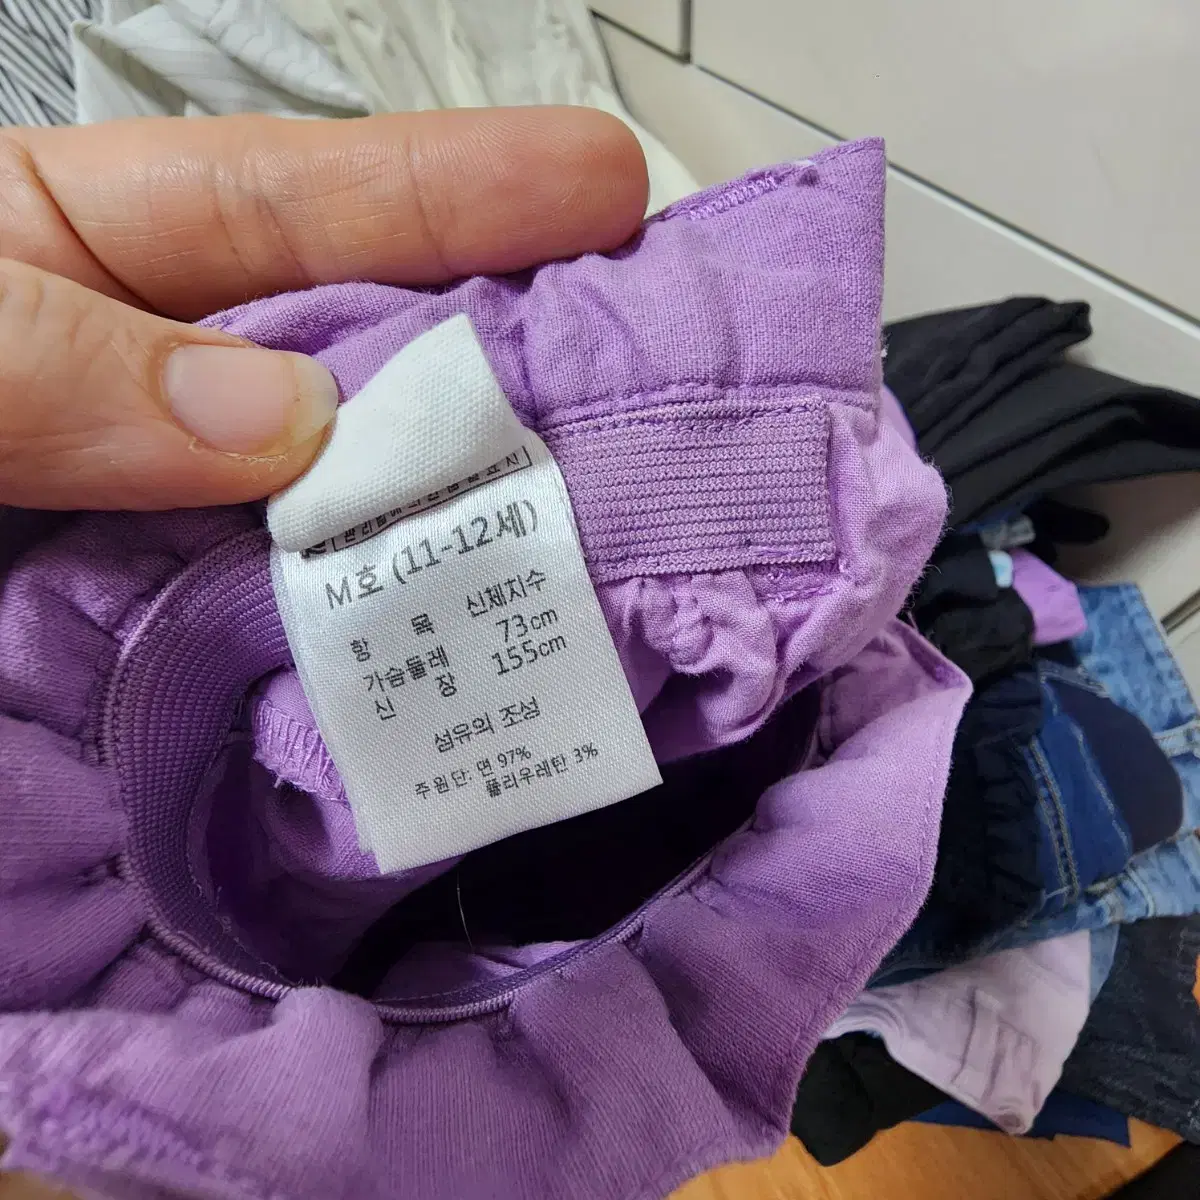 M호 (11-12세)
항 목 신체치수
가슴둘레 73cm
신 장 155cm
섬유의 조성
주원단: 면 97%
폴리우레탄 3%